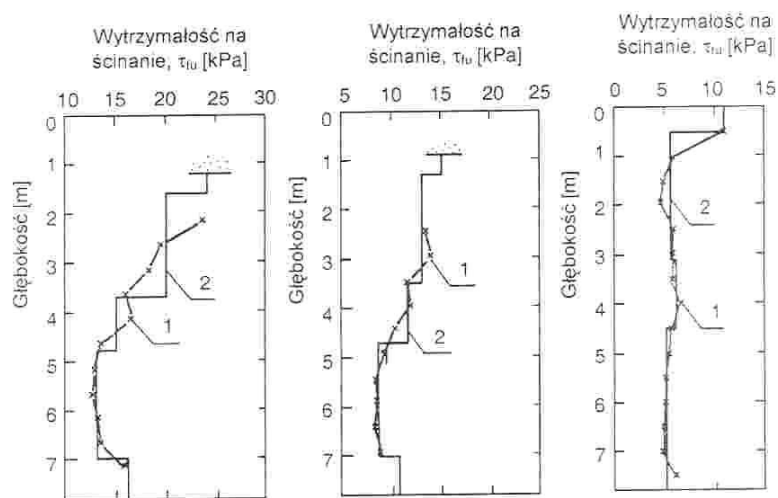 Wytrzymałość na
ścinanie, τfu [kPa]
10 15 20 25 30
0
1
2
3
4
5
6
7
Głębokość [m]
2
1
Wytrzymałość na
ścinanie, τfu [kPa]
5 10 15 20 25
0
1
2
3
4
5
6
7
Głębokość [m]
1
2
Wytrzymałość na
ścinanie. τfu [kPa]
0 5 10 15
0
1
2
3
4
5
6
7
Głębokość [m]
2
1